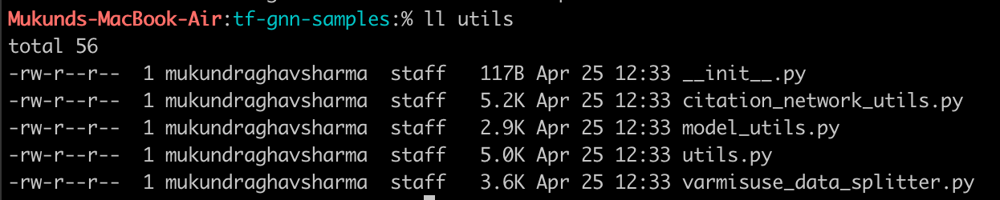 Mukunds-MacBook-Air:tf-gnn-samples:% ll utils
total 56
-rw-r--r--  1 mukundraghavsharma  staff   117B Apr 25 12:33 __init__.py
-rw-r--r--  1 mukundraghavsharma  staff   5.2K Apr 25 12:33 citation_network_utils.py
-rw-r--r--  1 mukundraghavsharma  staff   2.9K Apr 25 12:33 model_utils.py
-rw-r--r--  1 mukundraghavsharma  staff   5.0K Apr 25 12:33 utils.py
-rw-r--r--  1 mukundraghavsharma  staff   3.6K Apr 25 12:33 varmisuse_data_splitter.py